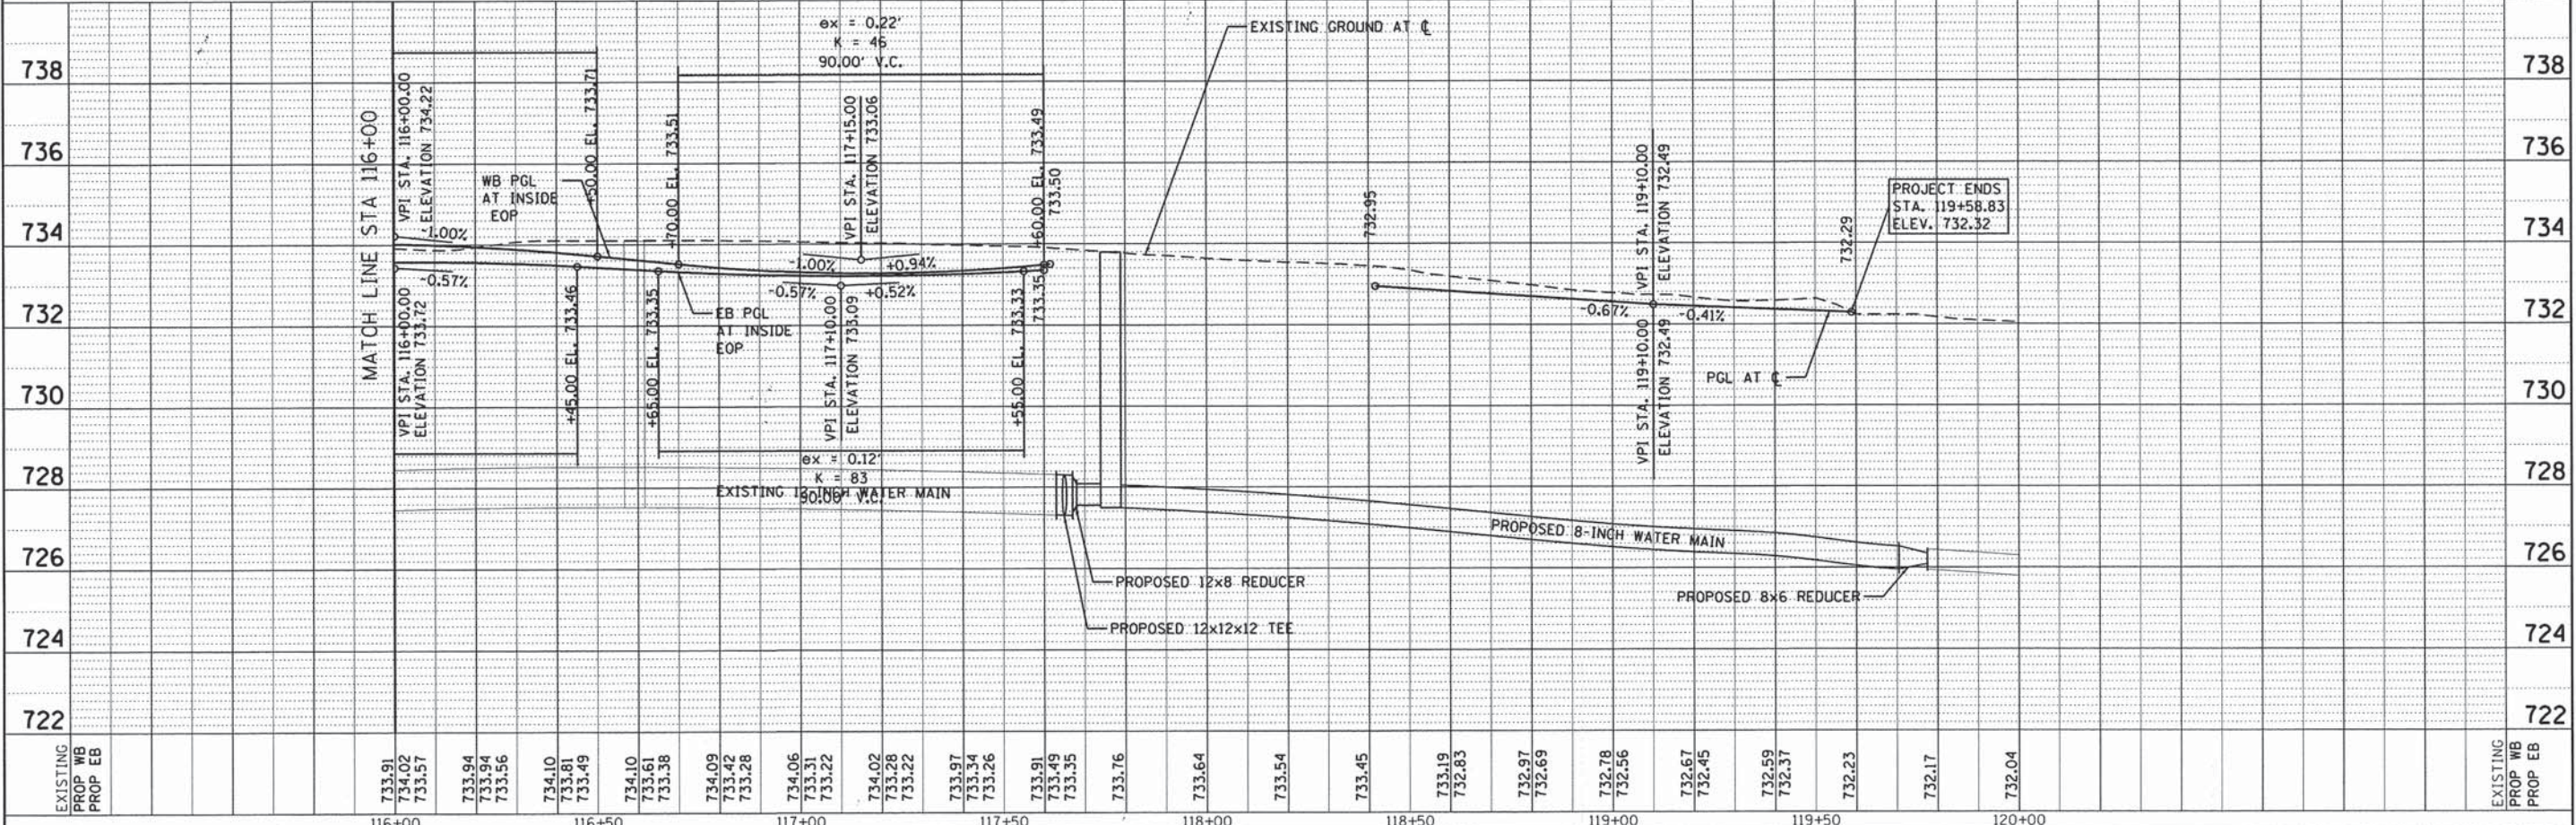 ex = 0.22'
K = 46
90.00' V.C.
EXISTING GROUND AT ℄
738
738
736
736
734
734
732
732
730
730
728
728
726
726
724
724
722
722
MATCH LINE STA 116+00
VPI STA. 116+00.00
ELEVATION 734.22
+50.00 EL. 733.71
+70.00 EL. 733.51
VPI STA. 117+15.00
ELEVATION 733.06
+60.00 EL. 733.49
733.50
WB PGL
AT INSIDE
EOP
-1.00%
-1.00%
+0.94%
-0.57%
-0.57%
+0.52%
VPI STA. 116+00.00
ELEVATION 733.72
+45.00 EL. 733.46
+65.00 EL. 733.35
EB PGL
AT INSIDE
EOP
VPI STA. 117+10.00
ELEVATION 733.09
+55.00 EL. 733.33
733.35
ex = 0.12'
K = 83
90.00' V.C.
EXISTING 12-INCH WATER MAIN
732.95
VPI STA. 119+10.00
ELEVATION 732.49
732.29
PROJECT ENDS
STA. 119+58.83
ELEV. 732.32
-0.67%
-0.41%
VPI STA. 119+10.00
ELEVATION 732.49
PGL AT ℄
PROPOSED 8-INCH WATER MAIN
PROPOSED 12x8 REDUCER
PROPOSED 8x6 REDUCER
PROPOSED 12x12x12 TEE
EXISTING
PROP WB
PROP EB
733.91
734.02
733.57
733.94
733.94
733.56
734.10
733.81
733.49
734.10
733.61
733.38
734.09
733.42
733.28
734.06
733.31
733.22
734.02
733.28
733.22
733.97
733.34
733.26
733.91
733.49
733.35
733.76
733.64
733.54
733.45
733.19
732.83
732.97
732.69
732.78
732.56
732.67
732.45
732.59
732.37
732.23
732.17
732.04
EXISTING
PROP WB
PROP EB
116+00
116+50
117+00
117+50
118+00
118+50
119+00
119+50
120+00